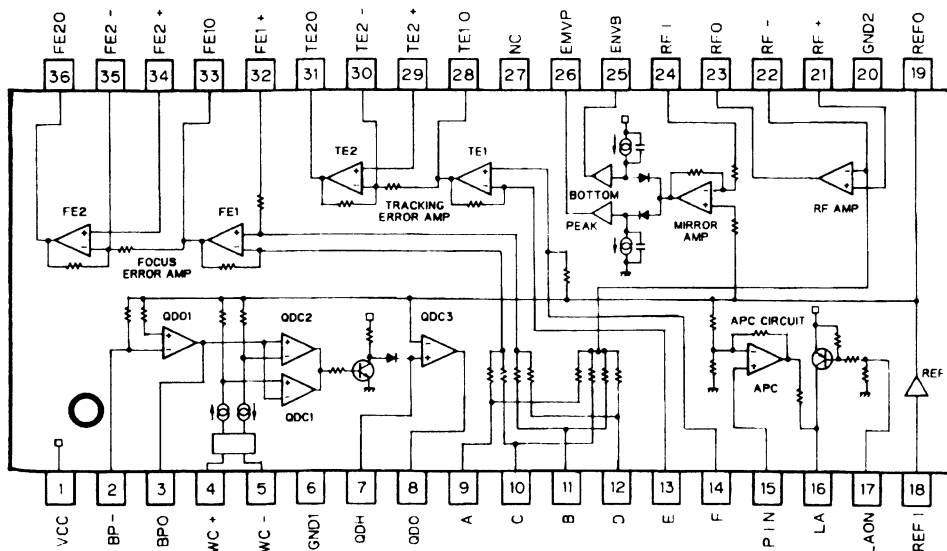 FE20 FE2- FE2+ FE10 FE1+ TE20 TE2- TE2+ TE1O NC EMVP ENVB RF I RFO RF- RF+ GND2 REFO
36 35 34 33 32 31 30 29 28 27 26 25 24 23 22 21 20 19
TE2 TE1
BOTTOM
RF AMP
TRACKING
ERROR AMP
FE2 FE1
PEAK
MIRROR
AMP
FOCUS
ERROR AMP
QDO1 QDC2 QDC3
APC CIRCUIT
QDC1
APC
REF
1 2 3 4 5 6 7 8 9 10 11 12 13 14 15 16 17 18
VCC BP- BPO WC+ WC- GND1 QDH QDO A C B D E F PIN LA LAON REF I